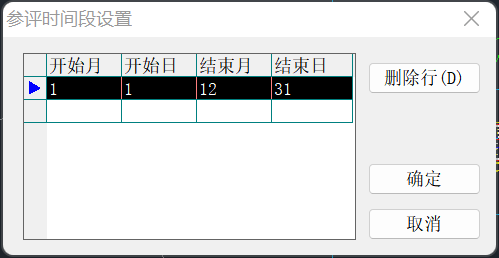 参评时间段设置
开始月 开始日 结束月 结束日
1 1 12 31
删除行(D)
确定
取消